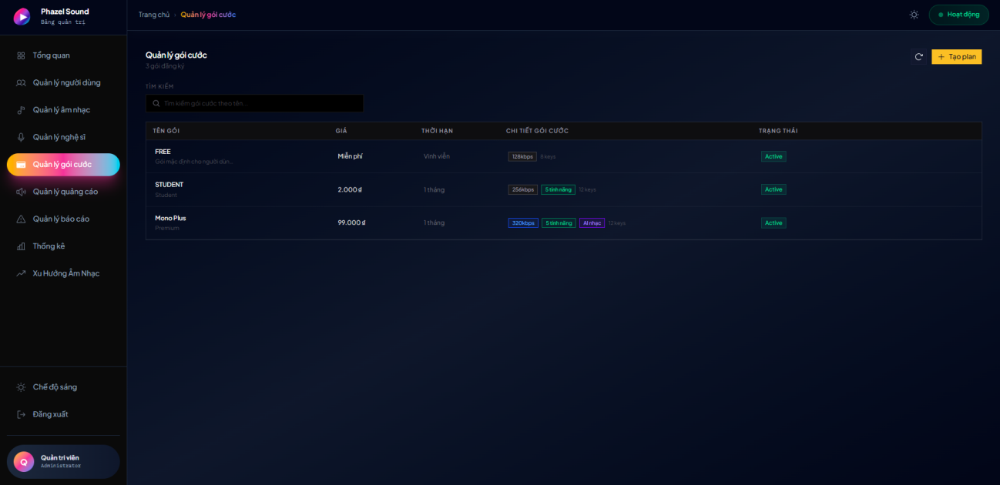 Phazel Sound
Bảng quản trị
Trang chủ › Quản lý gói cước
Hoạt động
Tổng quan
Quản lý người dùng
Quản lý âm nhạc
Quản lý nghệ sĩ
Quản lý gói cước
Quản lý quảng cáo
Quản lý báo cáo
Thống kê
Xu Hướng Âm Nhạc
Chế độ sáng
Đăng xuất
Q
Quản trị viên
Administrator
Quản lý gói cước
3 gói đăng ký
+ Tạo plan
TÌM KIẾM
Tìm kiếm gói cước theo tên...
TÊN GÓI GIÁ THỜI HẠN CHI TIẾT GÓI CƯỚC TRẠNG THÁI
FREE Miễn phí Vĩnh viễn 128kbps 8 keys Active
Gói mặc định cho người dùn...
STUDENT 2.000 ₫ 1 tháng 256kbps 5 tính năng 12 keys Active
Student
Mono Plus 99.000 ₫ 1 tháng 320kbps 5 tính năng AI nhạc 12 keys Active
Premium